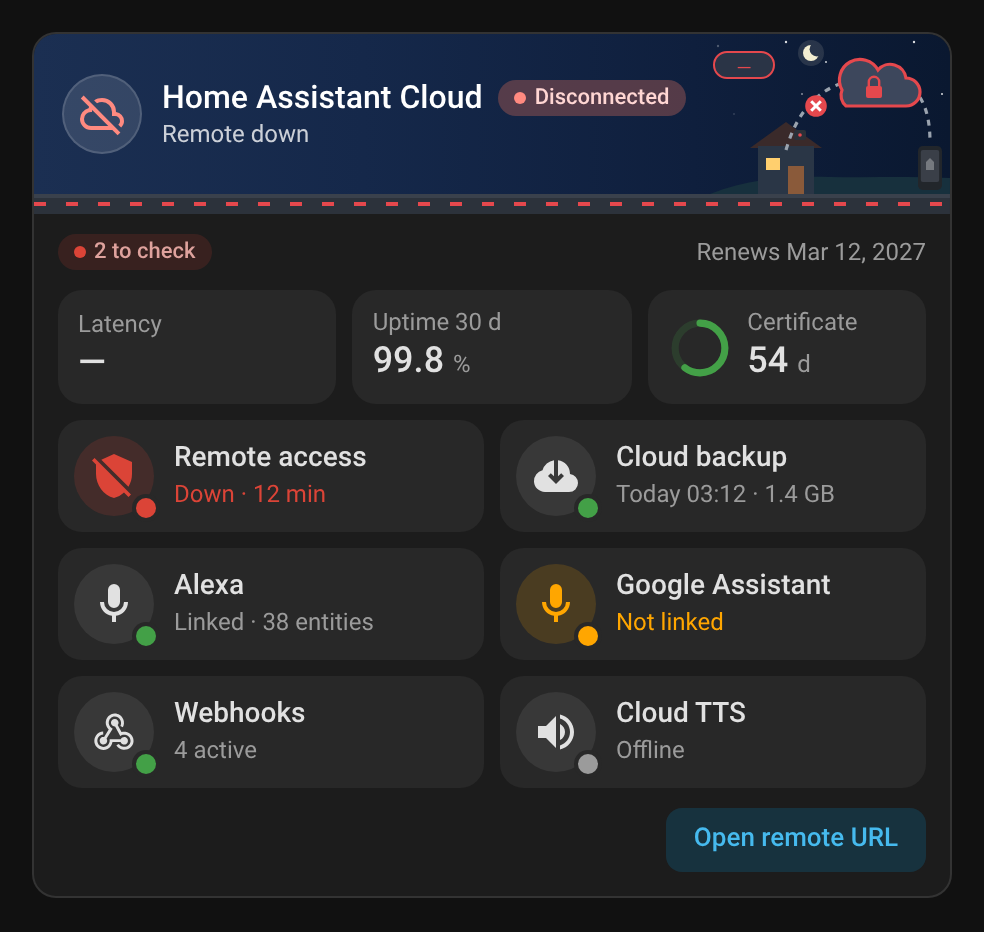 Home Assistant Cloud
Disconnected
Remote down
—
2 to check
Renews Mar 12, 2027
Latency
—
Uptime 30 d
99.8 %
Certificate
54 d
Remote access
Down · 12 min
Cloud backup
Today 03:12 · 1.4 GB
Alexa
Linked · 38 entities
Google Assistant
Not linked
Webhooks
4 active
Cloud TTS
Offline
Open remote URL